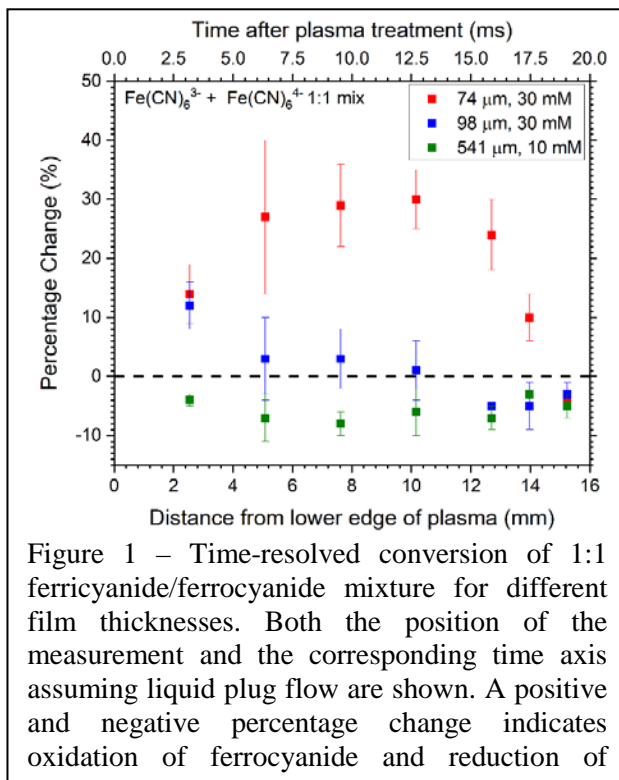 Time after plasma treatment (ms)
0.0 2.5 5.0 7.5 10.0 12.5 15.0 17.5 20.0
50
40
30
20
10
0
-10
Percentage Change (%)
Fe(CN)₆³⁻ + Fe(CN)₆⁴⁻ 1:1 mix
74 μm, 30 mM
98 μm, 30 mM
541 μm, 10 mM
0.0 2 4 6 8 10 12 14 16
Distance from lower edge of plasma (mm)
Figure 1 – Time-resolved conversion of 1:1
ferricyanide/ferrocyanide mixture for different
film thicknesses. Both the position of the
measurement and the corresponding time axis
assuming liquid plug flow are shown. A positive
and negative percentage change indicates
oxidation of ferrocyanide and reduction of